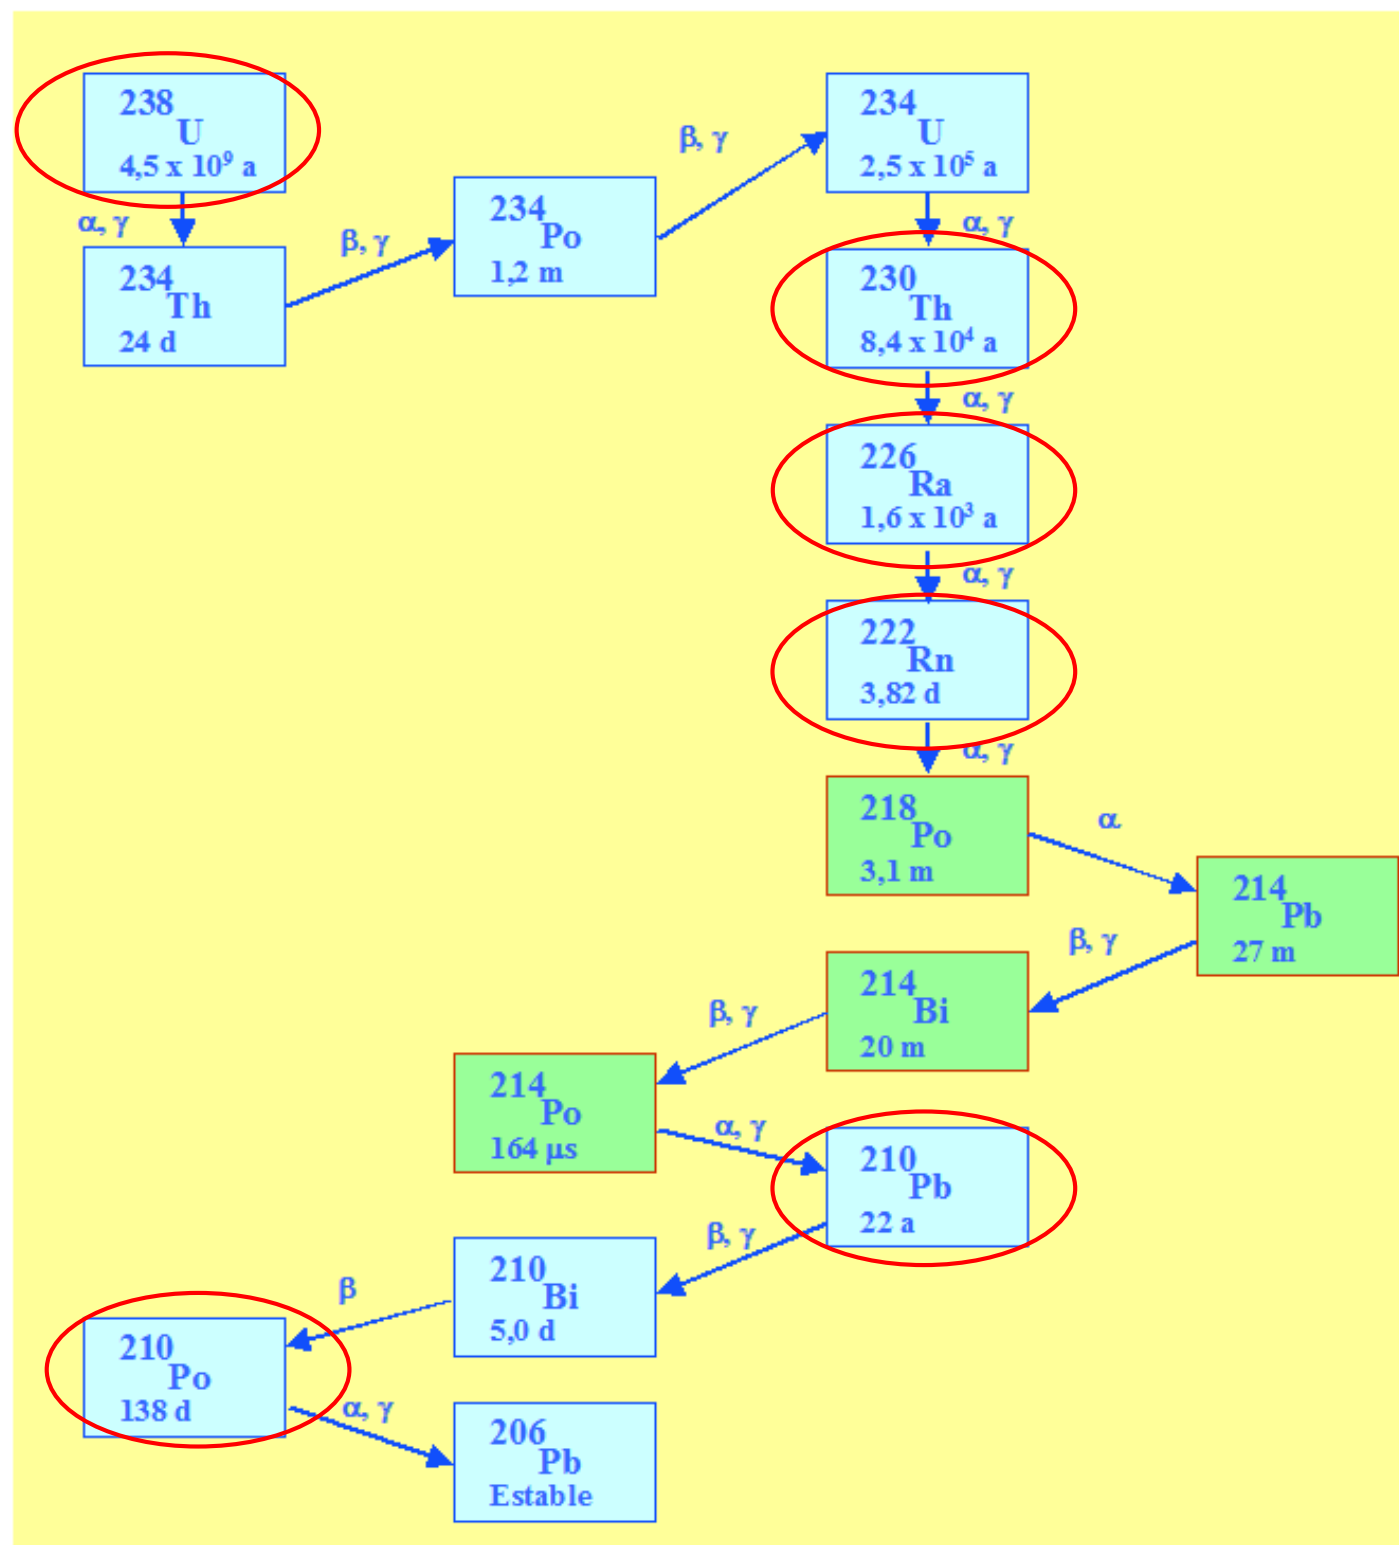 238
U
4,5 x 10⁹ a
α, γ
234
Th
24 d
β, γ
234
Po
1,2 m
β, γ
234
U
2,5 x 10⁵ a
α, γ
230
Th
8,4 x 10⁴ a
α, γ
226
Ra
1,6 x 10³ a
α, γ
222
Rn
3,82 d
α, γ
218
Po
3,1 m
α
214
Pb
27 m
β, γ
214
Bi
20 m
β, γ
214
Po
164 μs
α, γ
210
Pb
22 a
β, γ
210
Bi
5,0 d
β
210
Po
138 d
α, γ
206
Pb
Estable